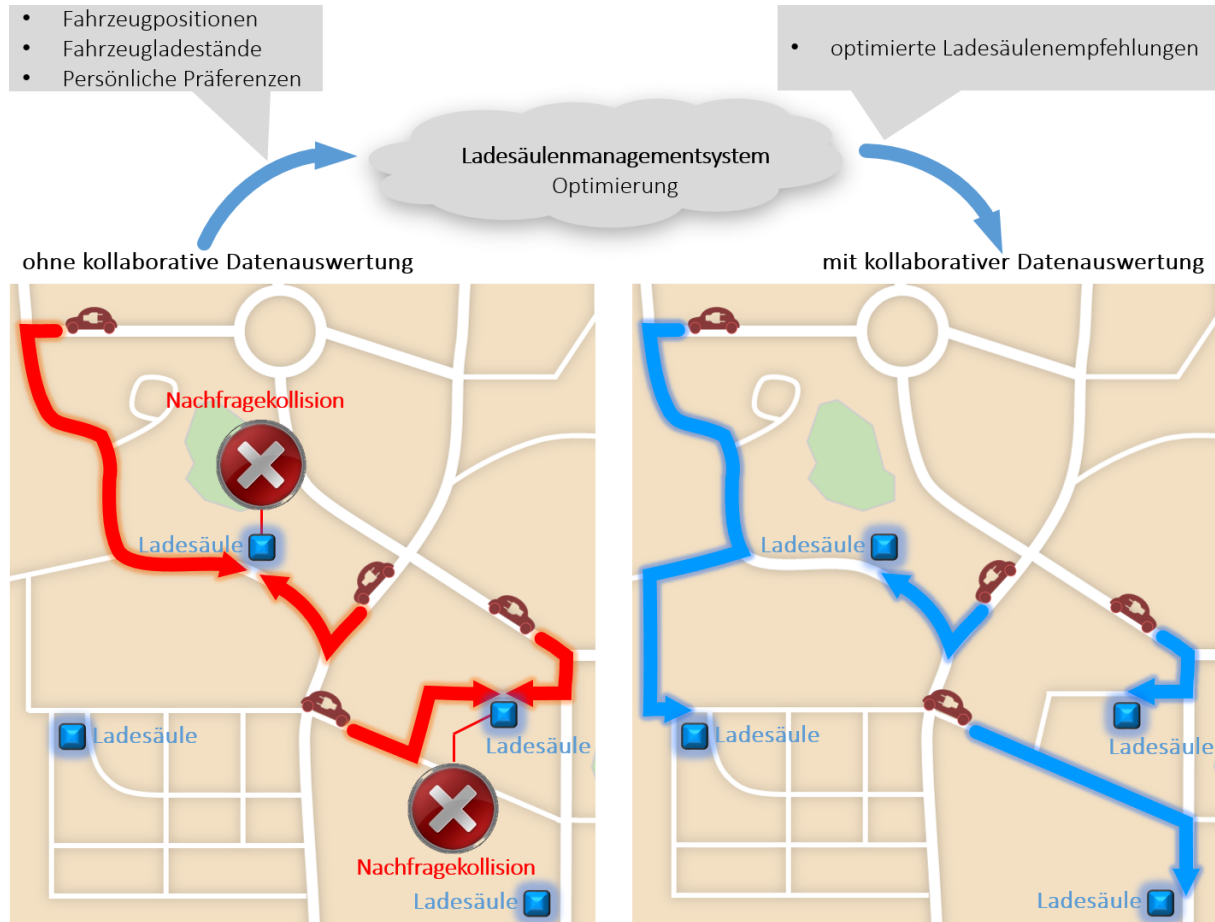 • Fahrzeugpositionen
• Fahrzeugladestände
• Persönliche Präferenzen
• optimierte Ladesäulenempfehlungen
Ladesäulenmanagementsystem
Optimierung
ohne kollaborative Datenauswertung
mit kollaborativer Datenauswertung
Nachfragekollision
Ladesäule
Ladesäule
Ladesäule
Nachfragekollision
Ladesäule
Ladesäule
Ladesäule
Ladesäule
Ladesäule